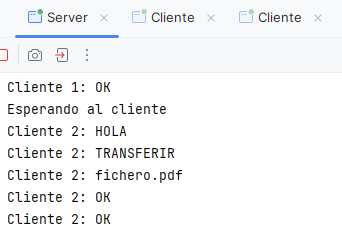 Server
Cliente
Cliente
Cliente 1: OK
Esperando al cliente
Cliente 2: HOLA
Cliente 2: TRANSFERIR
Cliente 2: fichero.pdf
Cliente 2: OK
Cliente 2: OK